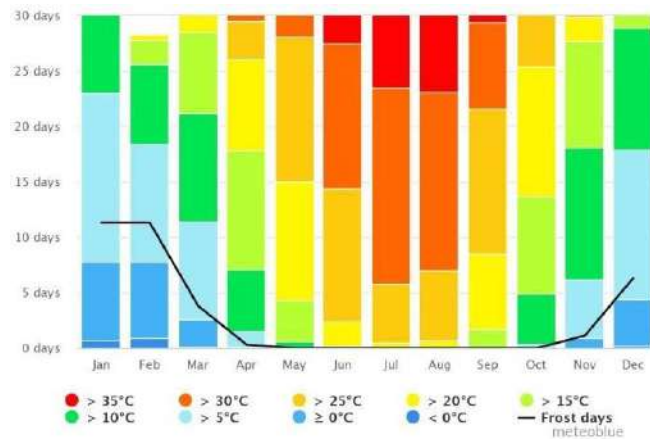 30 days
25 days
20 days
15 days
10 days
5 days
0 days
Jan Feb Mar Apr May Jun Jul Aug Sep Oct Nov Dec
> 35°C > 30°C > 25°C > 20°C > 15°C
> 10°C > 5°C ≥ 0°C < 0°C Frost days
meteoblue